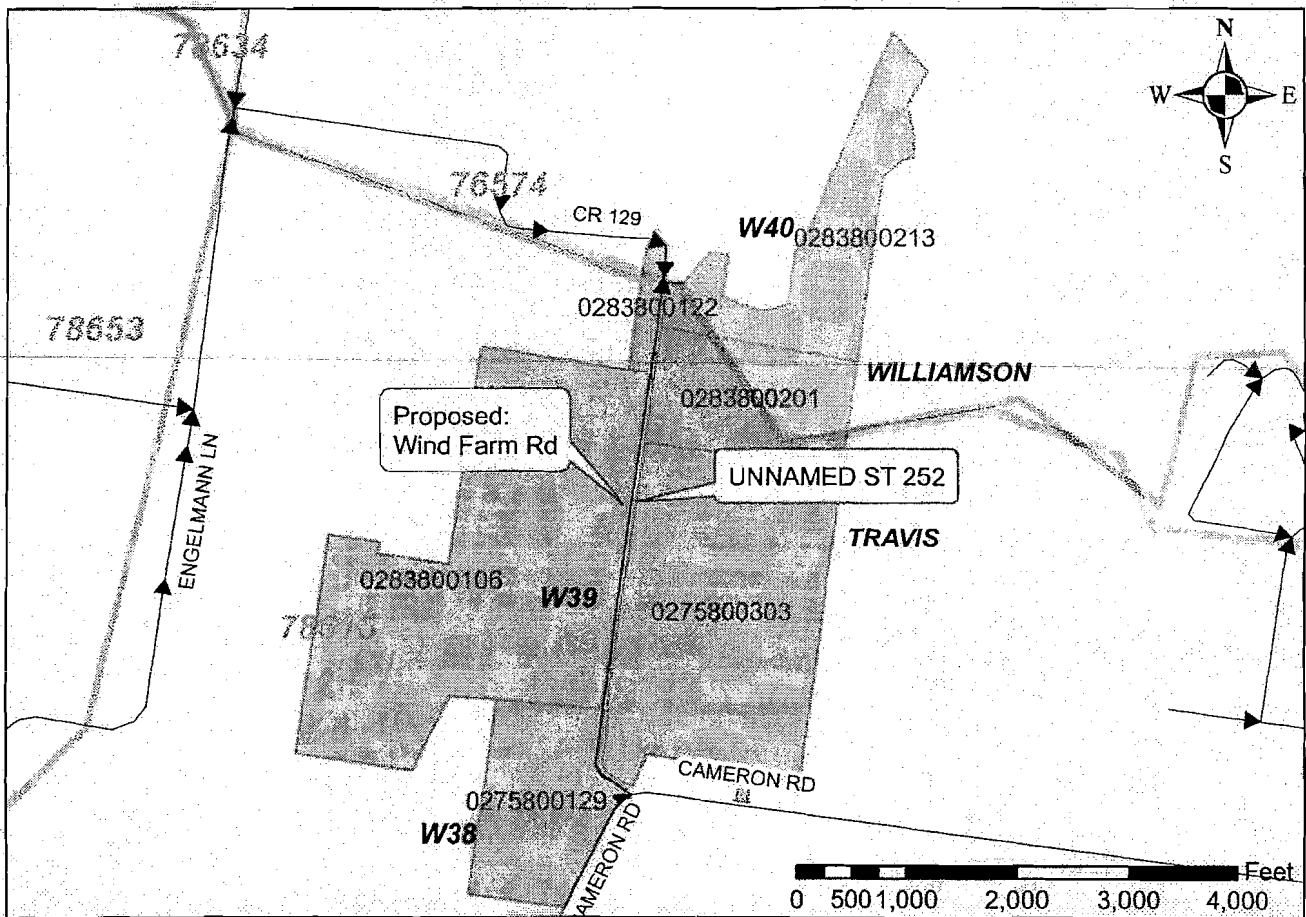 N
W E
S
78634
76574
CR 129
W40
0283800213
0283800122
78653
WILLIAMSON
0283800201
Proposed:
Wind Farm Rd
UNNAMED ST 252
ENGELMANN LN
TRAVIS
0283800106
W39
0275800303
CAMERON RD
0275800129
W38
CAMERON RD
Feet
0 500 1,000 2,000 3,000 4,000